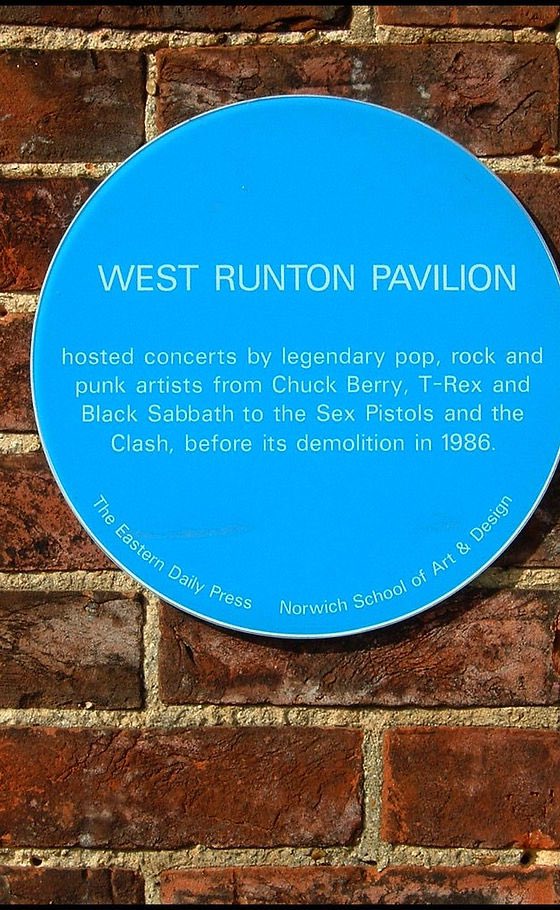 WEST RUNTON PAVILION
hosted concerts by legendary pop, rock and
punk artists from Chuck Berry, T-Rex and
Black Sabbath to the Sex Pistols and the
Clash, before its demolition in 1986.
The Eastern Daily Press
Norwich School of Art & Design